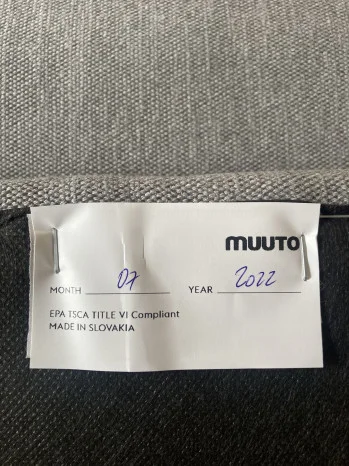 muuto
MONTH 07 YEAR 2022
EPA TSCA TITLE VI Compliant
MADE IN SLOVAKIA